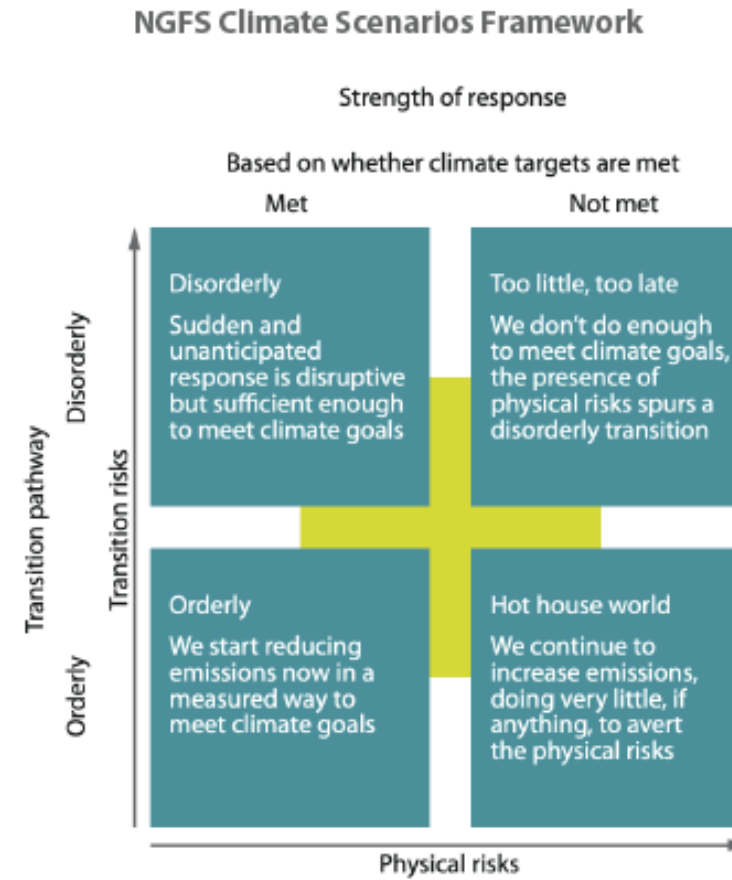 NGFS Climate Scenarios Framework
Strength of response
Based on whether climate targets are met
Met
Not met
Transition pathway
Disorderly
Orderly
Transition risks
Disorderly
Sudden and
unanticipated
response is disruptive
but sufficient enough
to meet climate goals
Too little, too late
We don't do enough
to meet climate goals,
the presence of
physical risks spurs a
disorderly transition
Orderly
We start reducing
emissions now in a
measured way to
meet climate goals
Hot house world
We continue to
increase emissions,
doing very little, if
anything, to avert
the physical risks
Physical risks